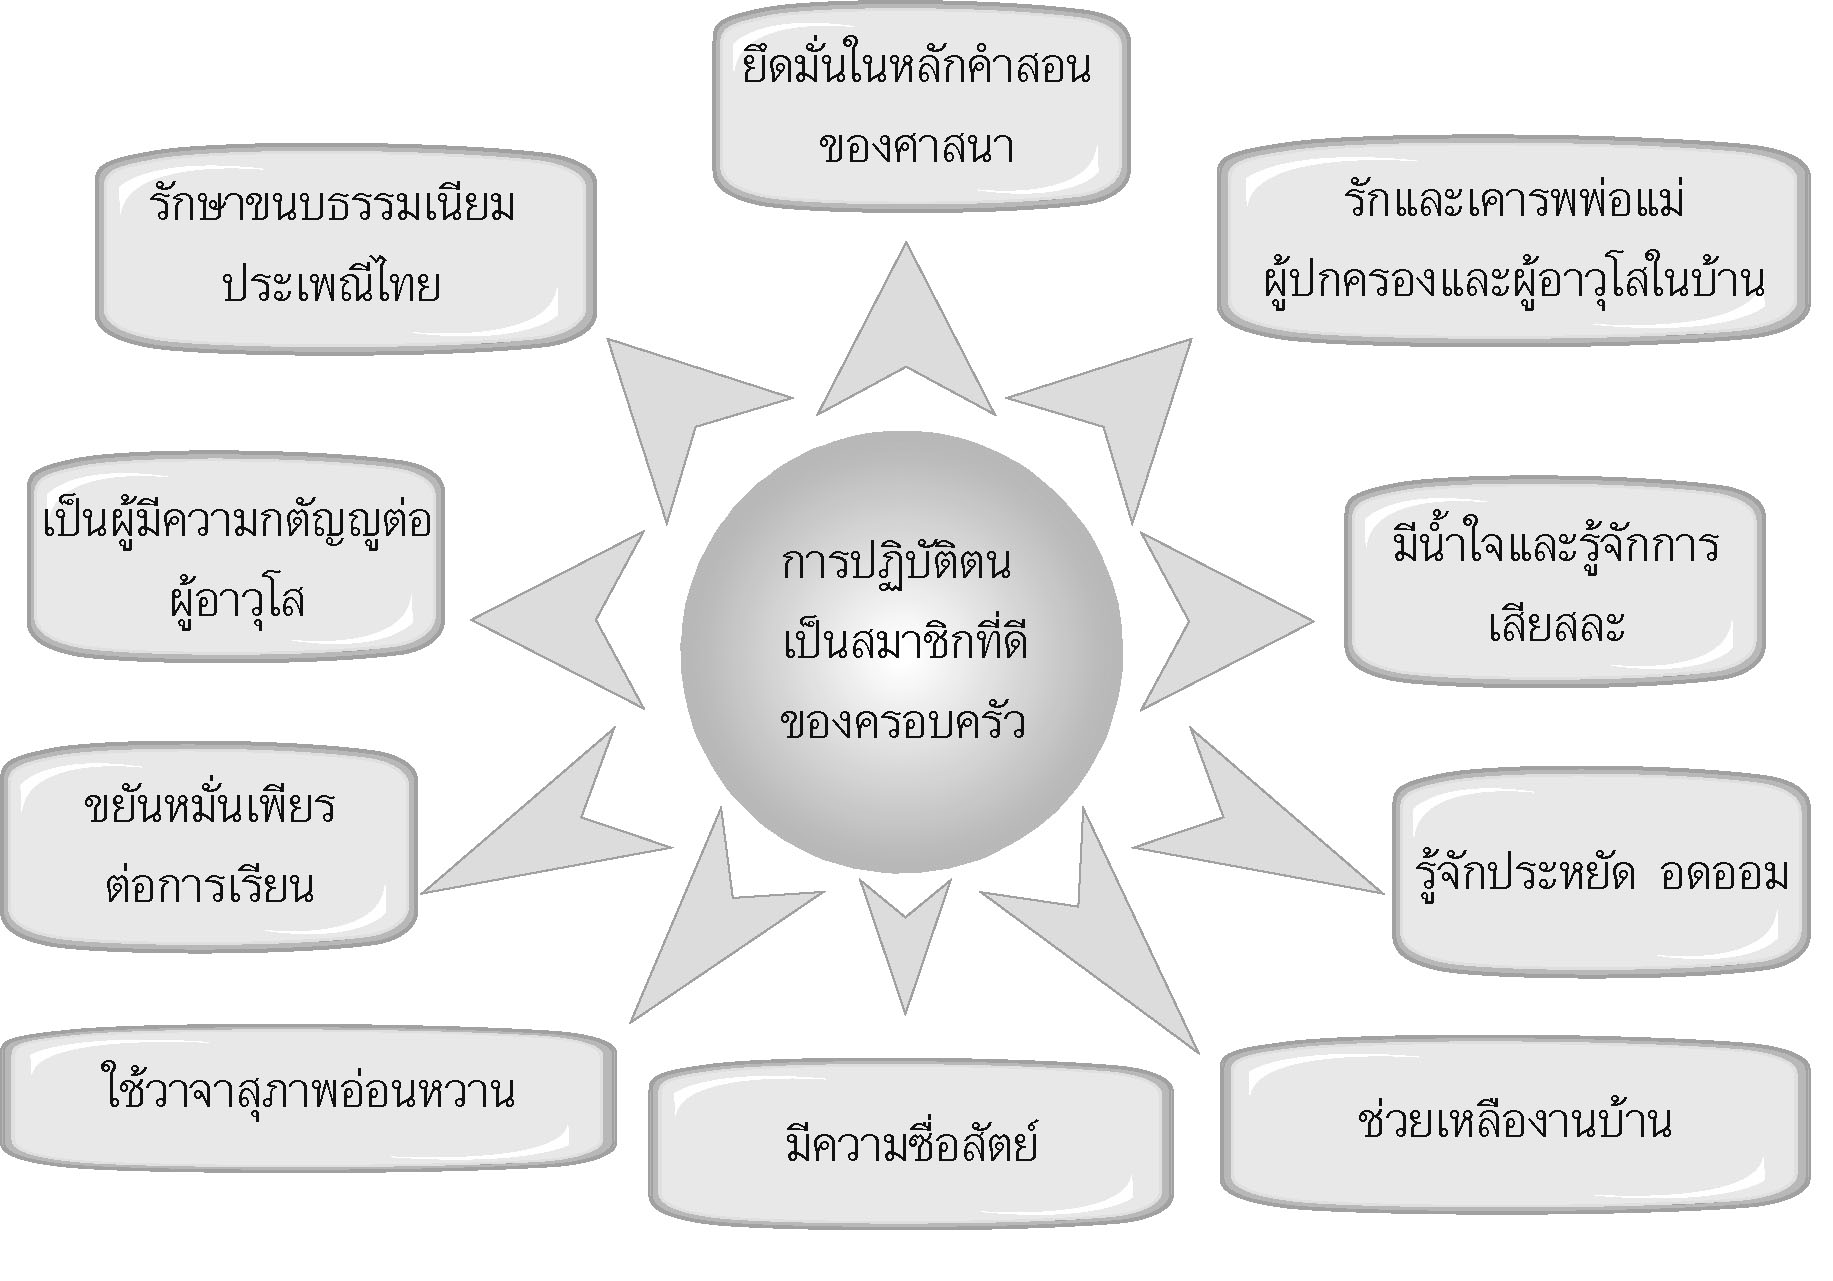 ยึดมั่นในหลักคำสอน
ของศาสนา
รักษาขนบธรรมเนียม
ประเพณีไทย
รักและเคารพพ่อแม่
ผู้ปกครองและผู้อาวุโสในบ้าน
เป็นผู้มีความกตัญญูต่อ
ผู้อาวุโส
การปฏิบัติตน
เป็นสมาชิกที่ดี
ของครอบครัว
มีน้ำใจและรู้จักการ
เสียสละ
ขยันหมั่นเพียร
ต่อการเรียน
รู้จักประหยัด อดออม
ใช้วาจาสุภาพอ่อนหวาน
มีความซื่อสัตย์
ช่วยเหลืองานบ้าน